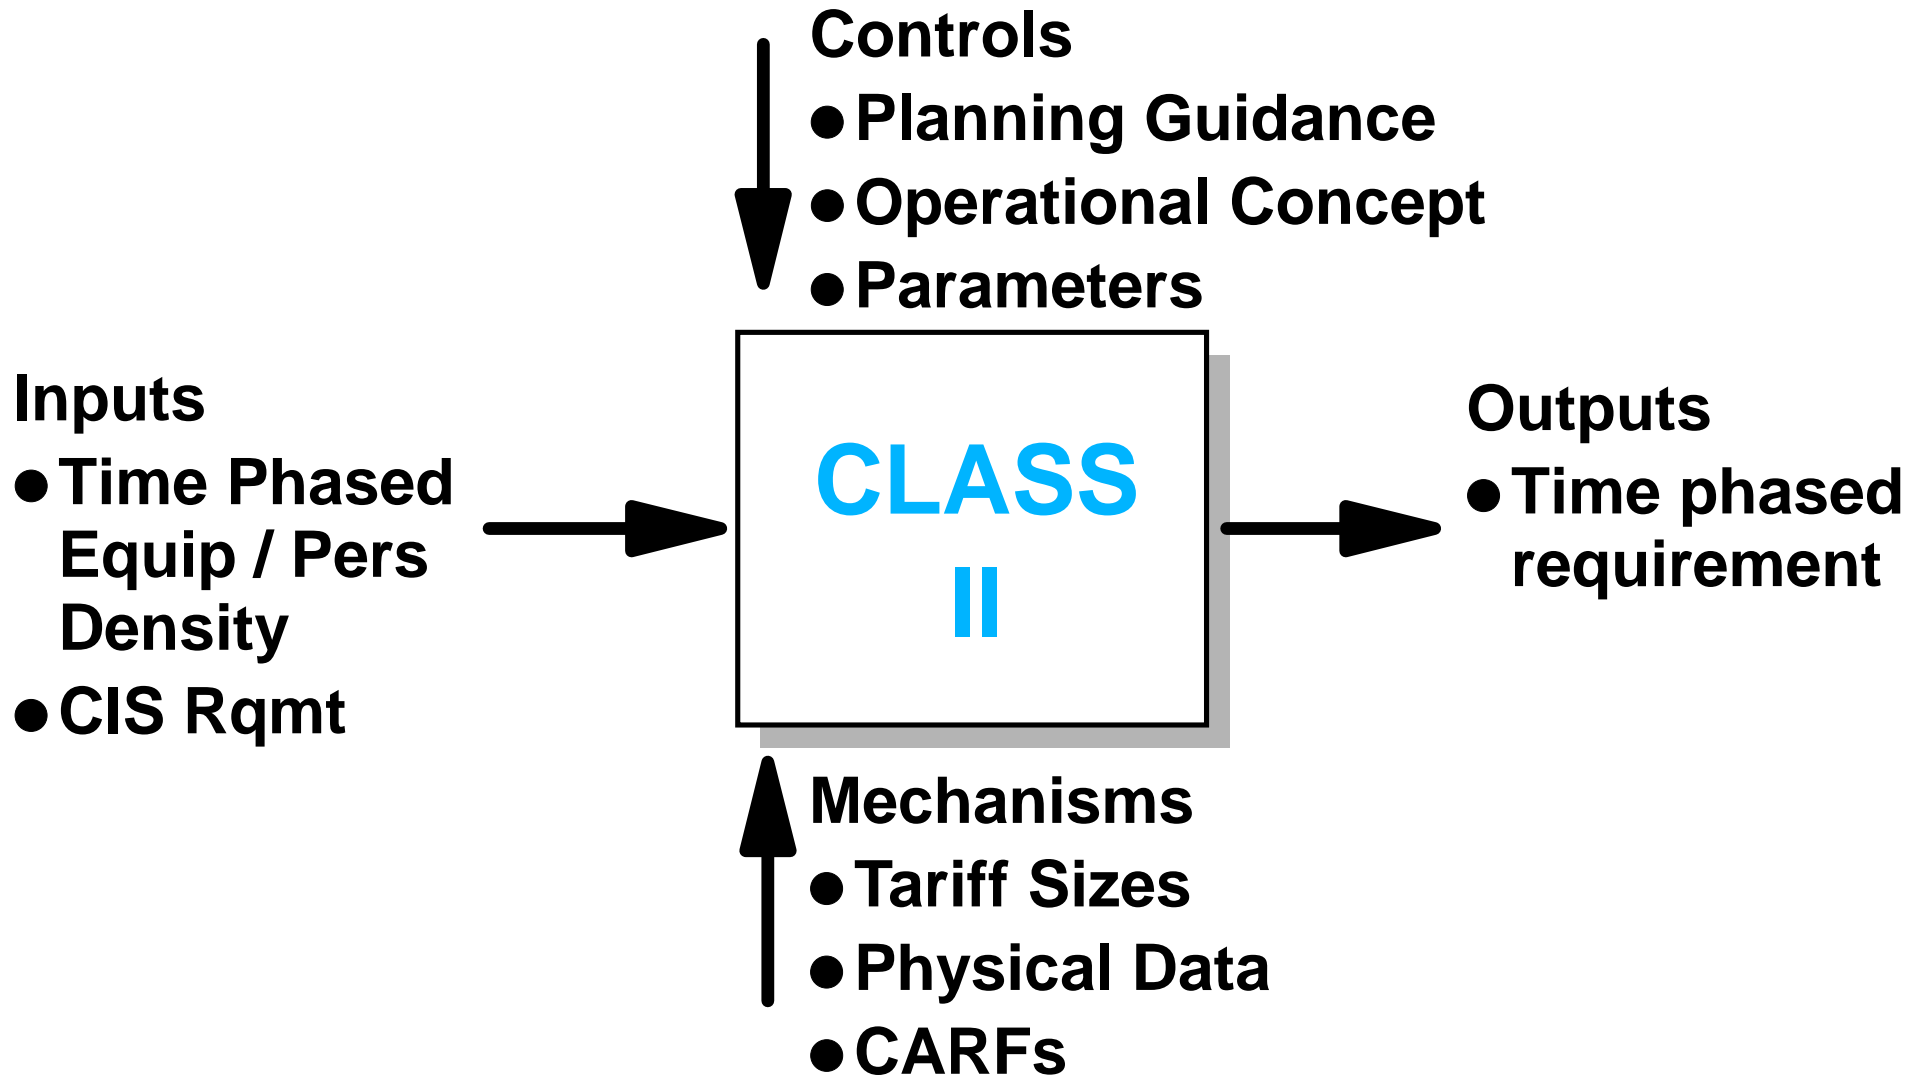 Controls
● Planning Guidance
● Operational Concept
● Parameters
Inputs
● Time Phased
Equip / Pers
Density
● CIS Rqmt
CLASS
II
Outputs
● Time phased
requirement
Mechanisms
● Tariff Sizes
● Physical Data
● CARFs